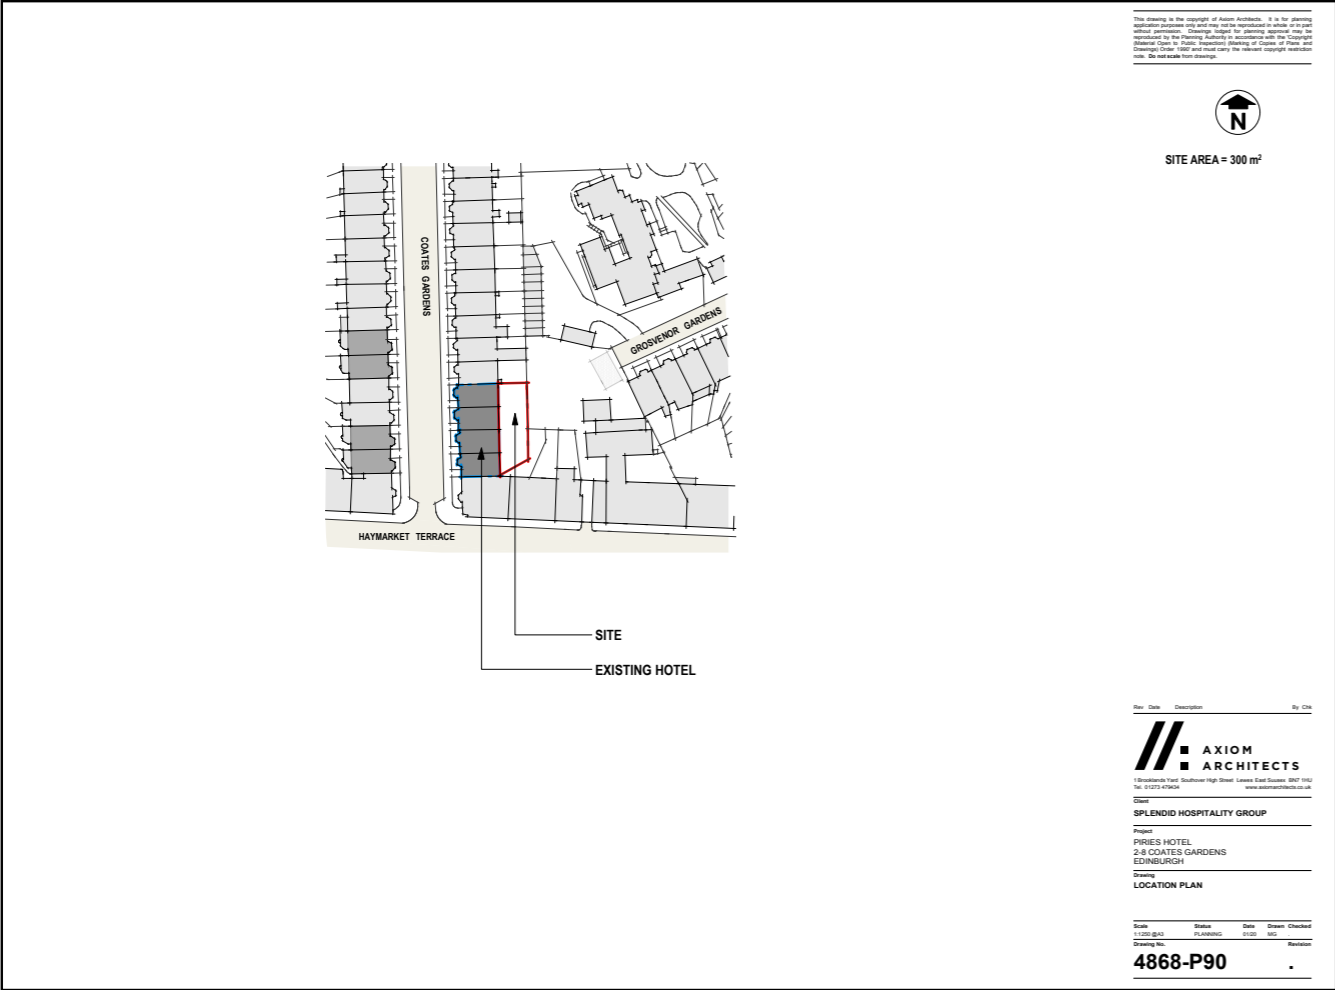 This drawing is the copyright of Axiom Architects. It is for planning
application purposes only and may not be reproduced in whole or in part
without permission. Drawings lodged for planning approval may be
reproduced by the Planning Authority in accordance with the 'Copyright
(Material Open to Public Inspection) (Marking of Copies of Plans and
Drawings) Order 1990' and must carry the relevant copyright restriction
note. Do not scale from drawings.
N
SITE AREA = 300 m²
COATES GARDENS
GROSVENOR GARDENS
HAYMARKET TERRACE
SITE
EXISTING HOTEL
Rev Date Description By Chk
AXIOM
ARCHITECTS
1 Brooklands Yard Southover High Street Lewes East Sussex BN7 1HU
Tel. 01273 479434 www.axiomarchitects.co.uk
Client
SPLENDID HOSPITALITY GROUP
Project
PIRIES HOTEL
2-8 COATES GARDENS
EDINBURGH
Drawing
LOCATION PLAN
Scale Status Date Drawn Checked
1:1250 @A3 PLANNING 01/20 MG .
Drawing No. Revision
4868-P90 .